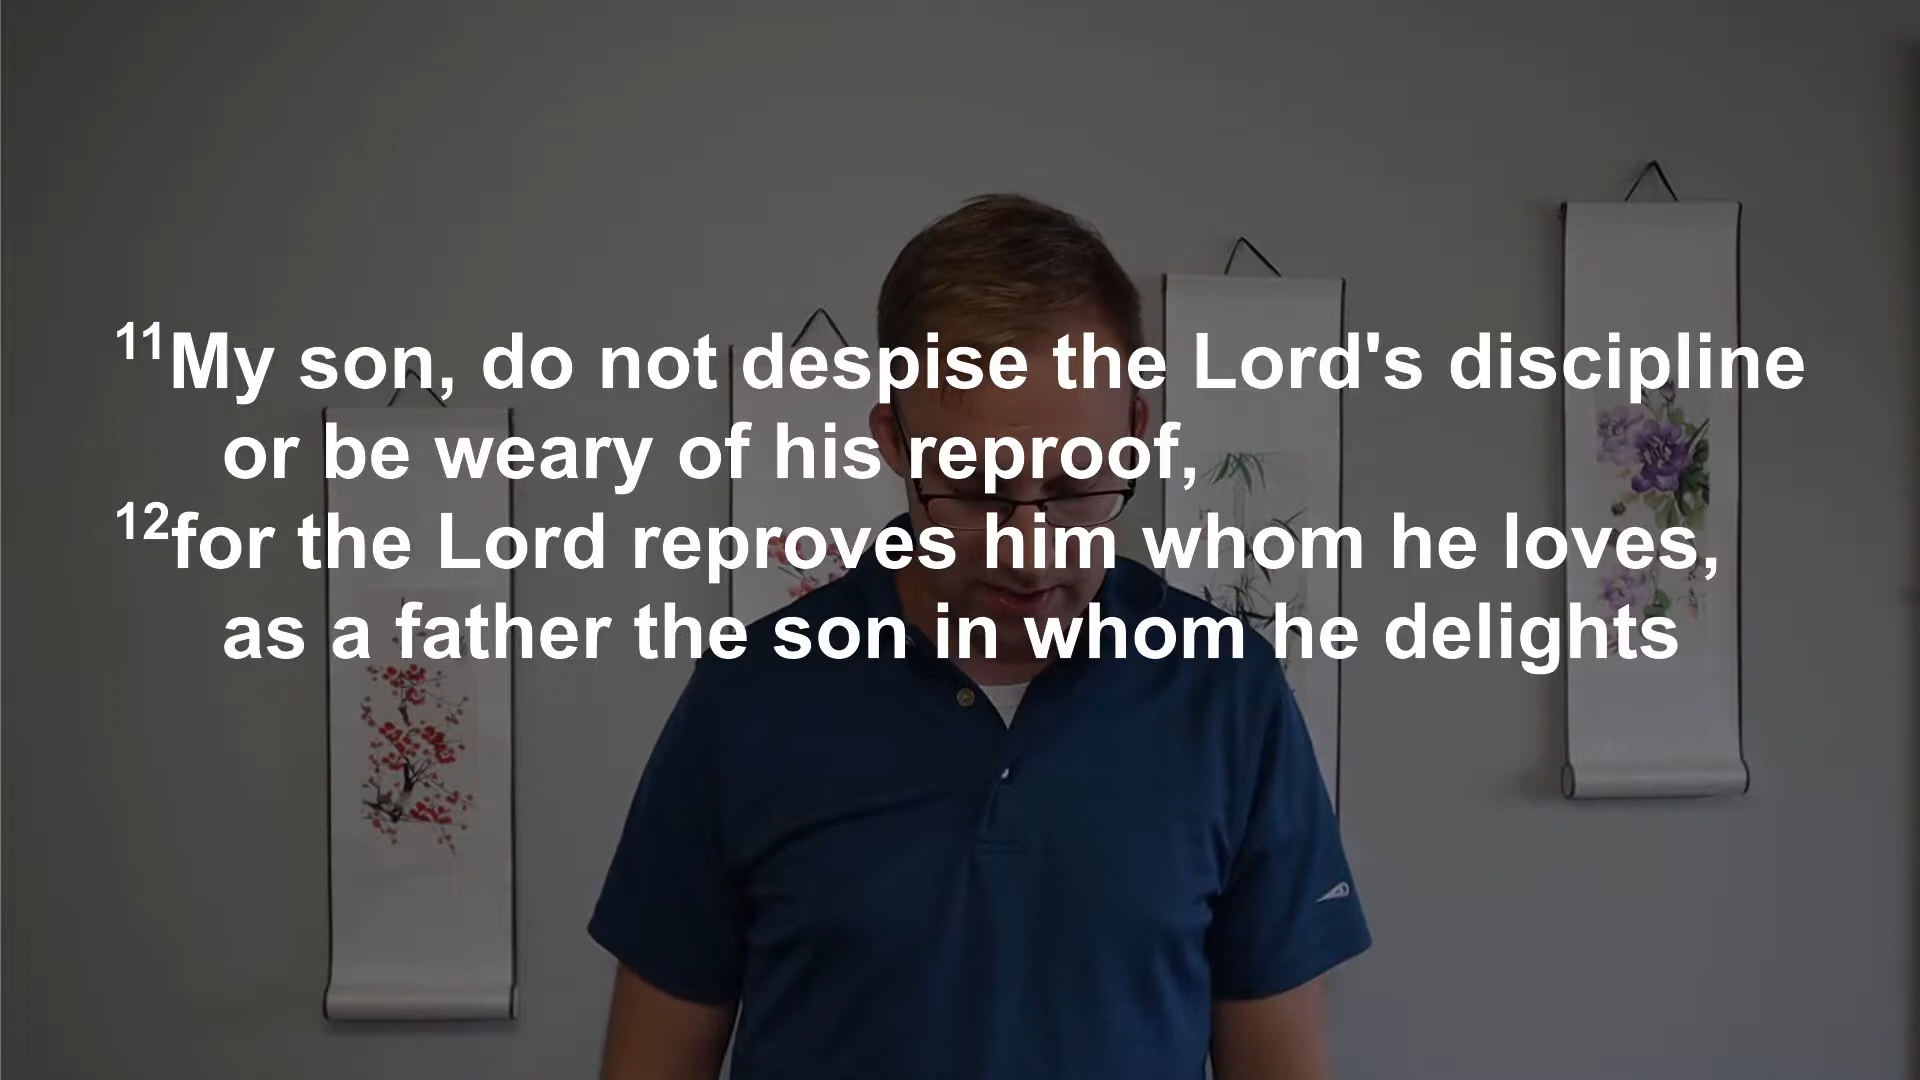 11My son, do not despise the Lord's discipline
or be weary of his reproof,
12for the Lord reproves him whom he loves,
as a father the son in whom he delights